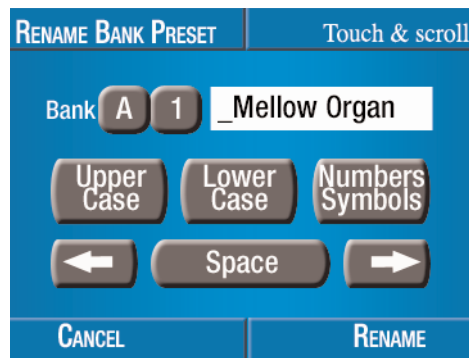 RENAME BANK PRESET
Touch & scroll
Bank A 1 _Mellow Organ
Upper Case
Lower Case
Numbers Symbols
Space
CANCEL
RENAME